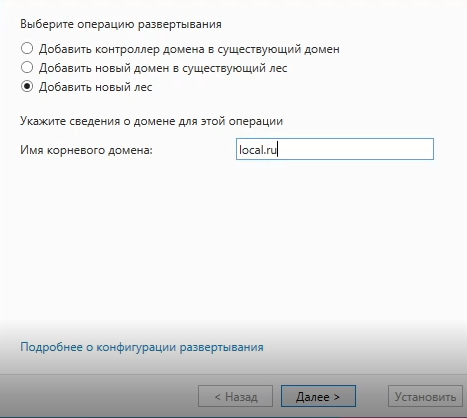 Выберите операцию развертывания
Добавить контроллер домена в существующий домен
Добавить новый домен в существующий лес
Добавить новый лес
Укажите сведения о домене для этой операции
Имя корневого домена: local.ru
Подробнее о конфигурации развертывания
< Назад Далее > Установить